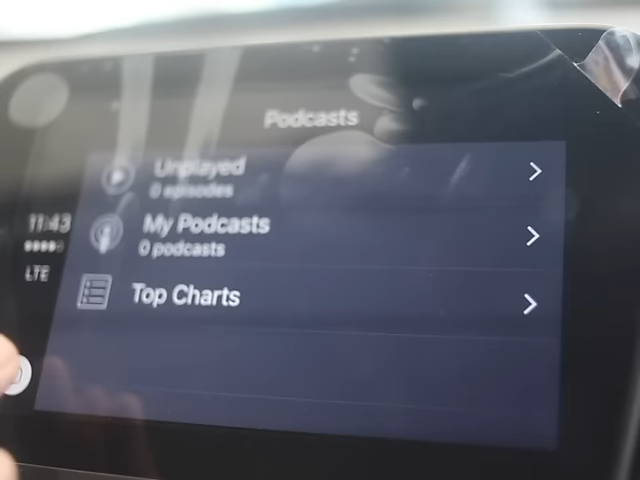 Podcasts
Unplayed
0 episodes
11:43
My Podcasts
0 podcasts
LTE
Top Charts